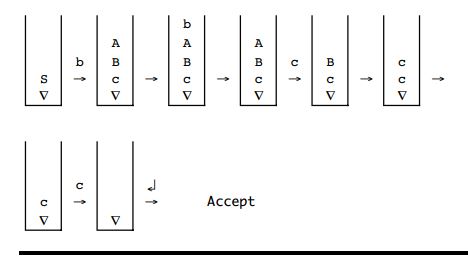 b
A A A
b B B B c B c
S → c → c → c → c → c →
∇ ∇ ∇ ∇ ∇ ∇
c ↲
c → → Accept
∇ ∇